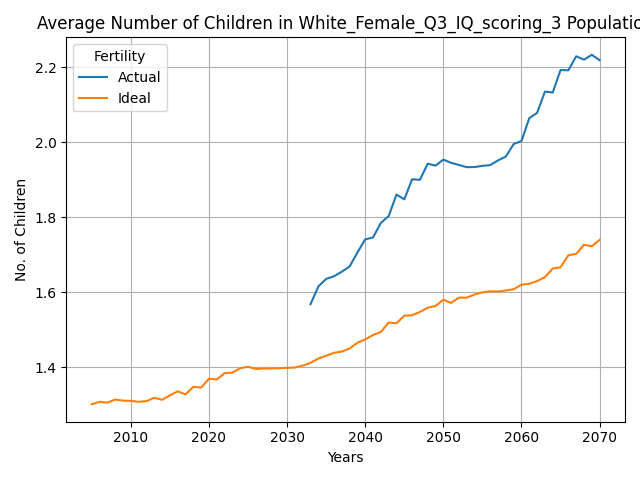 Average Number of Children in White_Female_Q3_IQ_scoring_3 Populatio
Fertility
Actual
Ideal
No. of Children
2.2
2.0
1.8
1.6
1.4
2010 2020 2030 2040 2050 2060 2070
Years